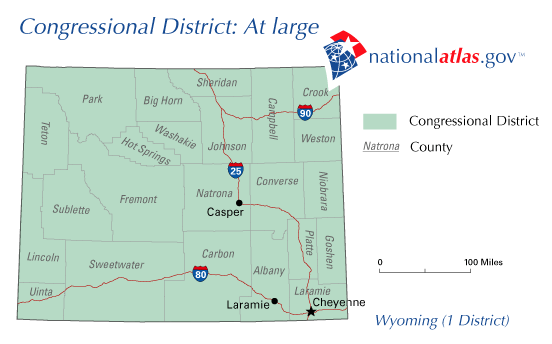 Congressional District: At large
nationalatlas.gov™
Sheridan
Crook
Park
Big Horn
Campbell
90
Congressional District
Teton
Washakie
Johnson
Weston
Natrona County
Hot Springs
25
Converse
Niobrara
Natrona
Fremont
Sublette
Casper
Platte
Goshen
Lincoln
Sweetwater
Carbon
Albany
0 100 Miles
80
Uinta
Laramie
Laramie
Cheyenne
Wyoming (1 District)